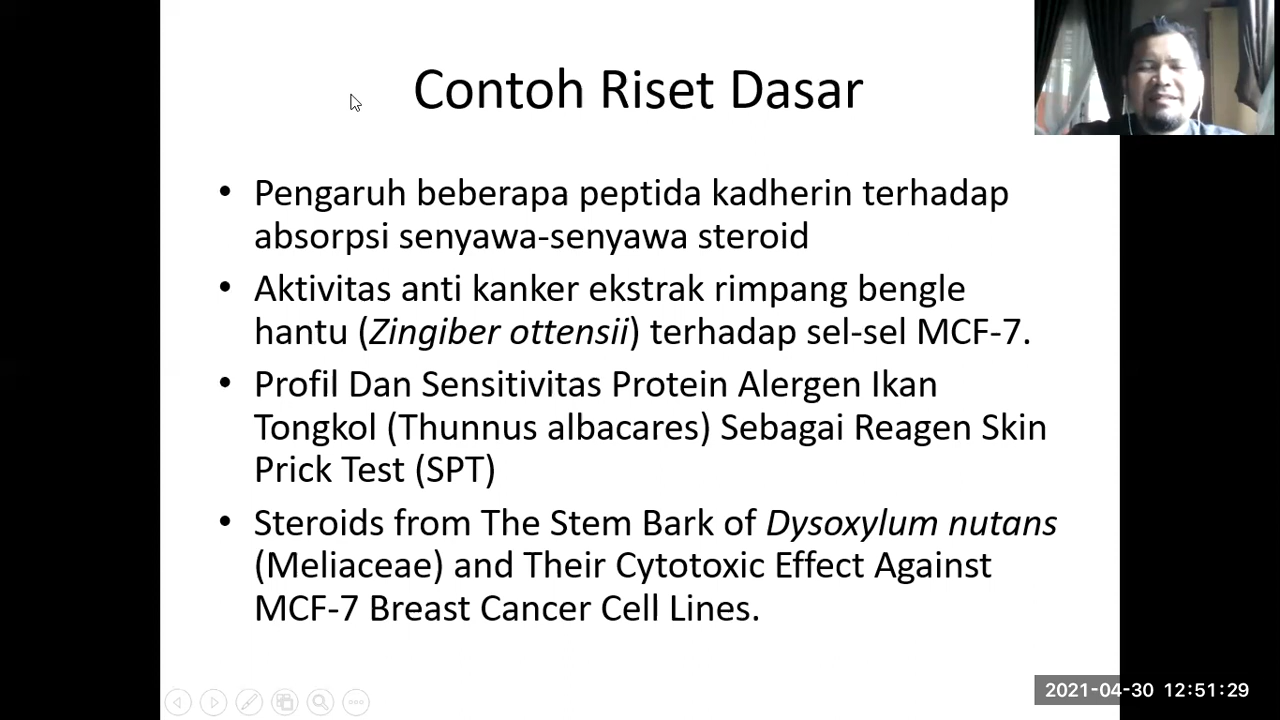 Contoh Riset Dasar
• Pengaruh beberapa peptida kadherin terhadap
absorpsi senyawa-senyawa steroid
• Aktivitas anti kanker ekstrak rimpang bengle
hantu (Zingiber ottensii) terhadap sel-sel MCF-7.
• Profil Dan Sensitivitas Protein Alergen Ikan
Tongkol (Thunnus albacares) Sebagai Reagen Skin
Prick Test (SPT)
• Steroids from The Stem Bark of Dysoxylum nutans
(Meliaceae) and Their Cytotoxic Effect Against
MCF-7 Breast Cancer Cell Lines.
2021-04-30 12:51:29